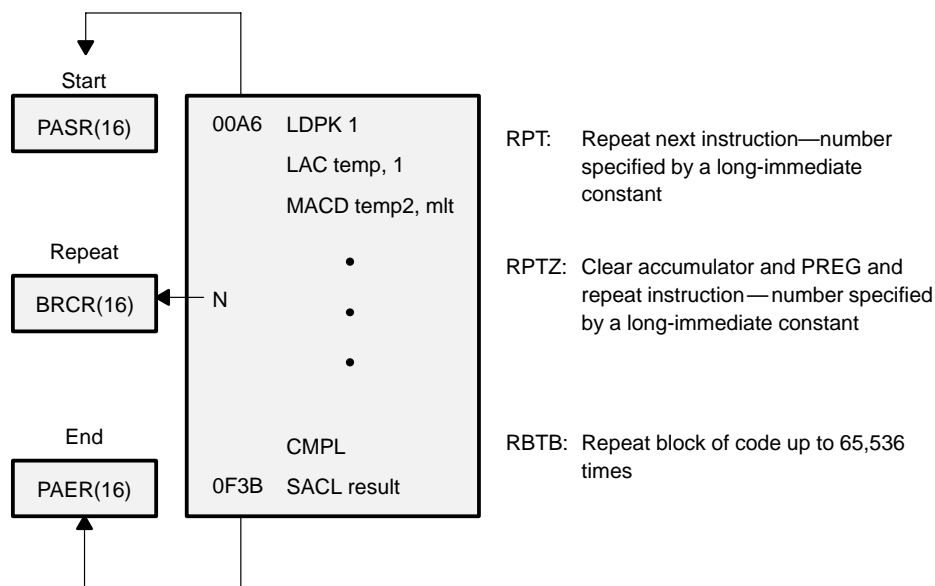 Start
PASR(16)
Repeat
BRCR(16)
End
PAER(16)
00A6 LDPK 1
LAC temp, 1
MACD temp2, mlt
N
CMPL
0F3B SACL result
RPT: Repeat next instruction—number
specified by a long-immediate
constant
RPTZ: Clear accumulator and PREG and
repeat instruction — number specified
by a long-immediate constant
RBTB: Repeat block of code up to 65,536
times